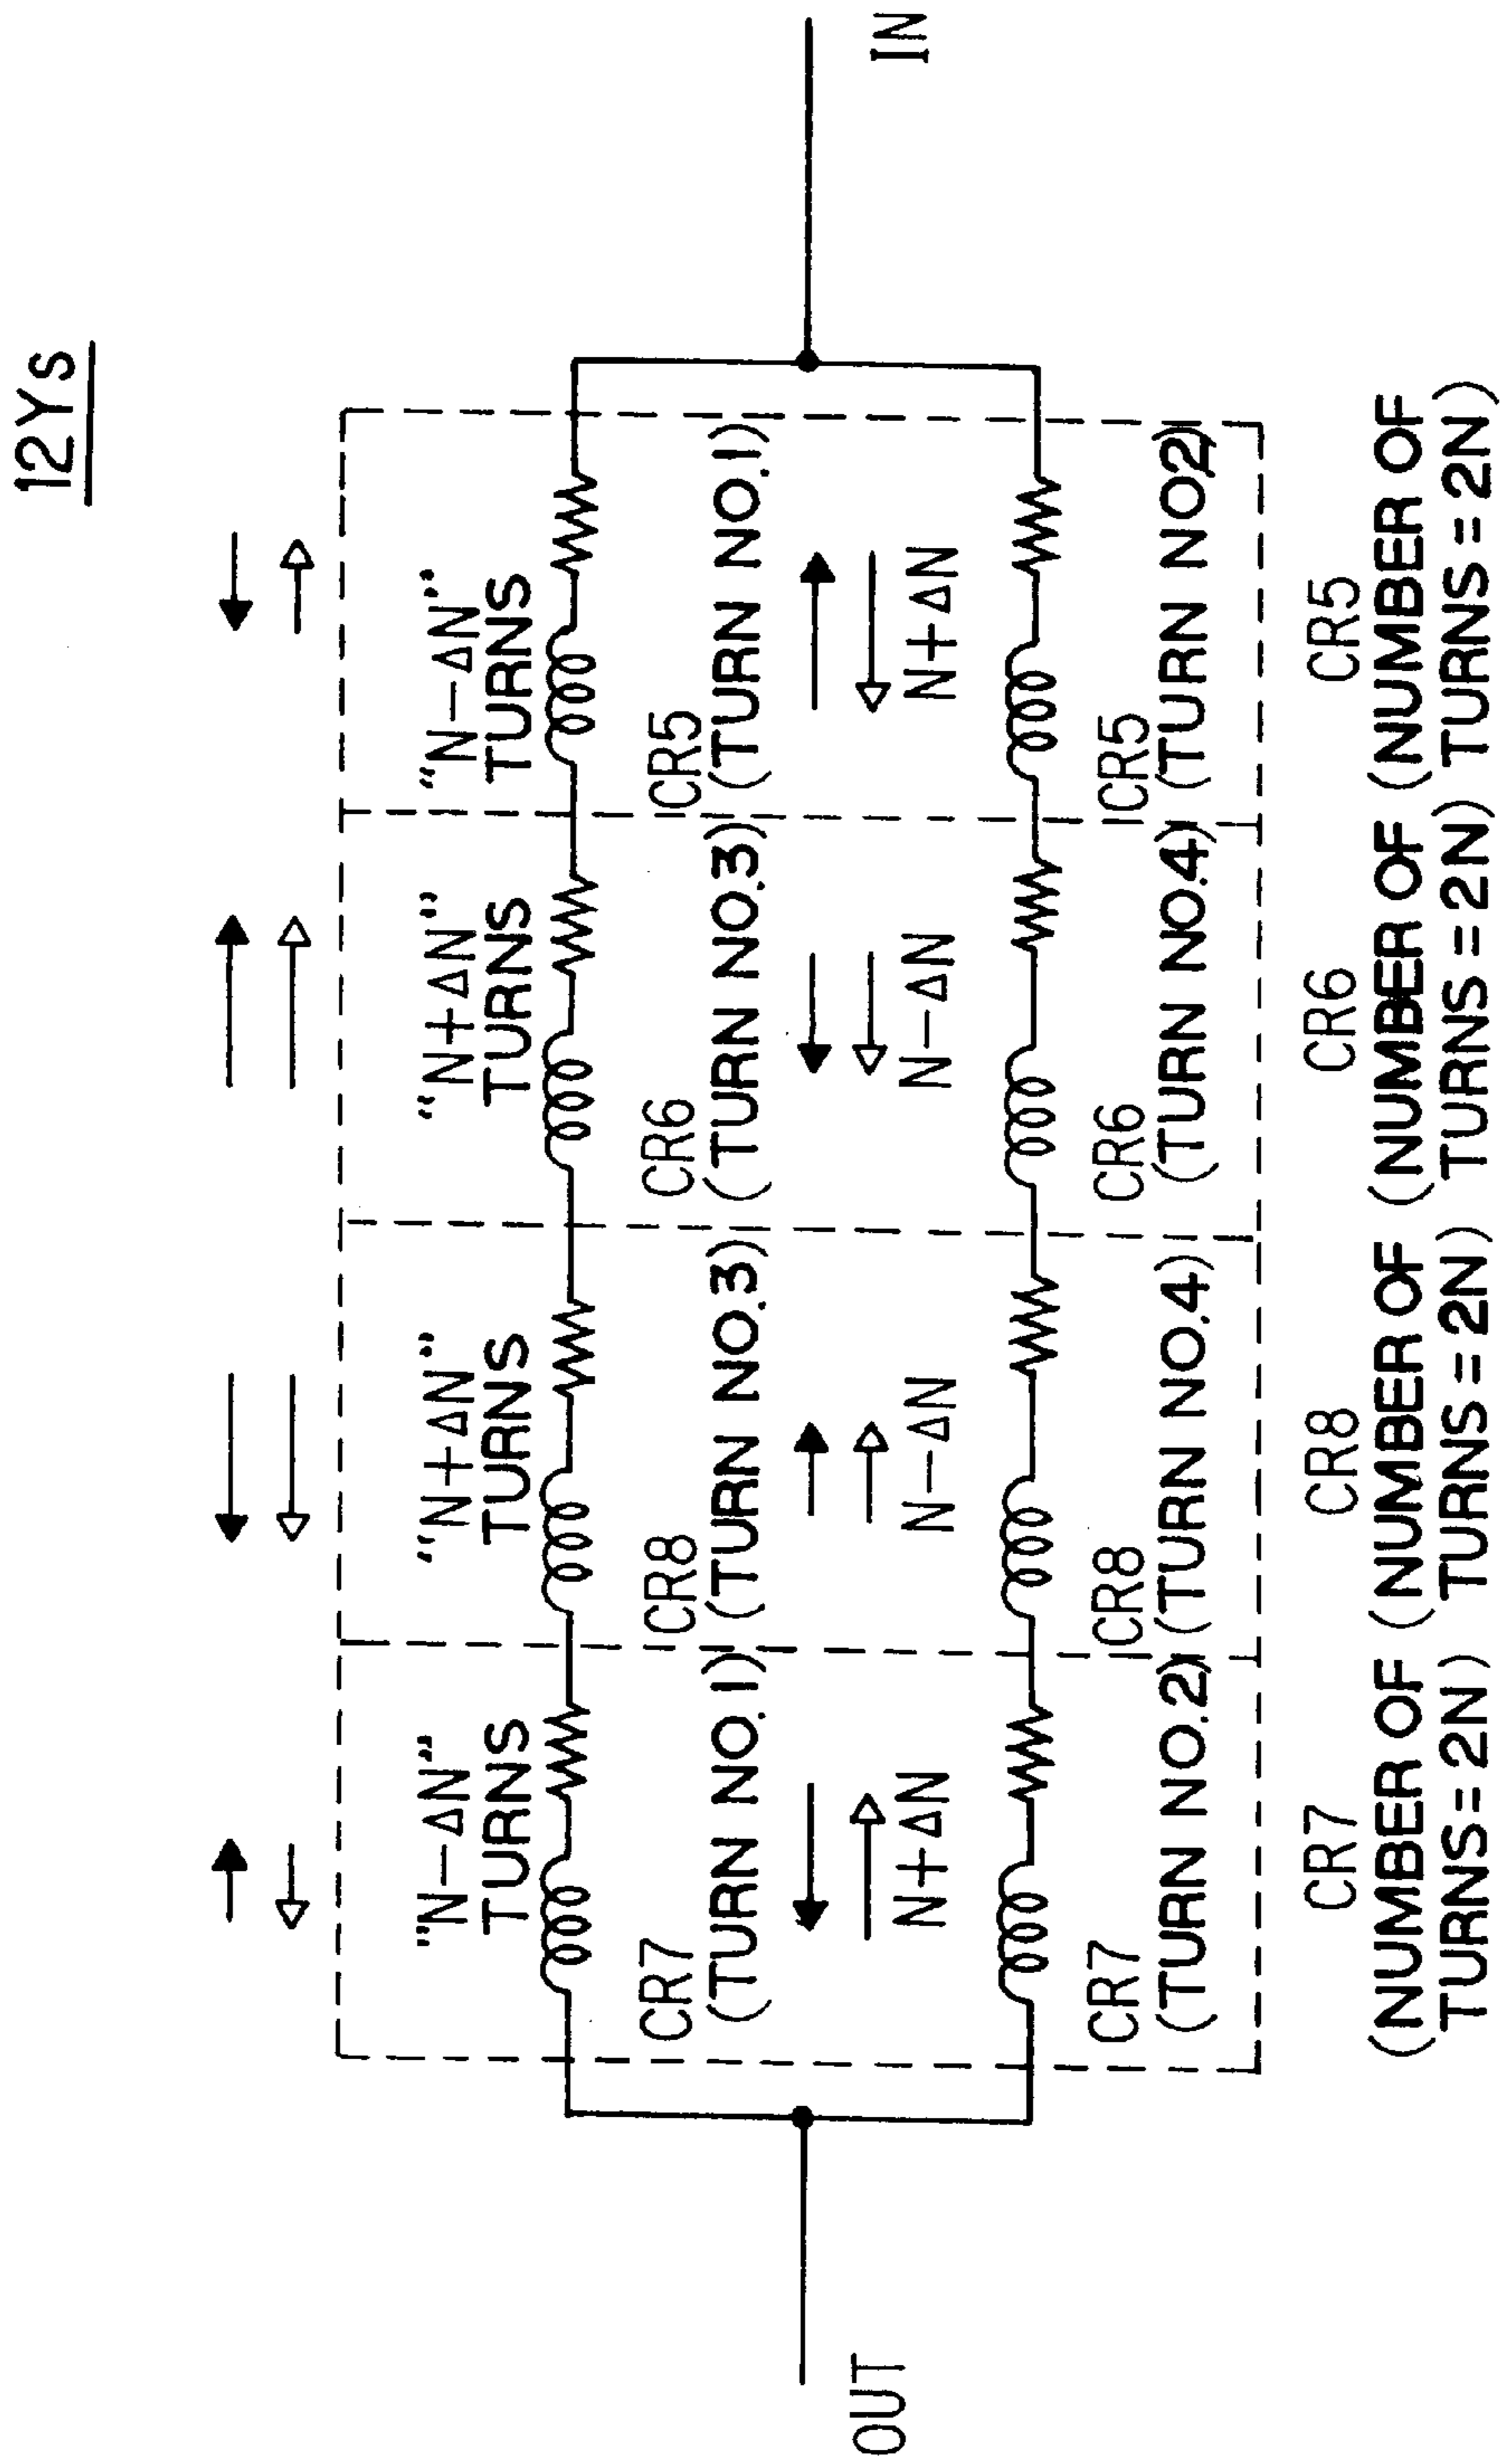 12Ys
"N-ΔN"
TURNS
"N+ΔN"
TURNS
"N+ΔN"
TURNS
"N-ΔN"
TURNS
CR7
(TURN NO.1)
CR8
(TURN NO.3)
CR6
(TURN NO.3)
CR5
(TURN NO.1)
OUT
IN
N+ΔN
N-ΔN
N-ΔN
N+ΔN
CR7
(TURN NO.2)
CR8
(TURN NO.4)
CR6
(TURN NO.4)
CR5
(TURN NO2)
CR7
(NUMBER OF
TURNS=2N)
CR8
(NUMBER OF
TURNS=2N)
CR6
(NUMBER OF
TURNS=2N)
CR5
(NUMBER OF
TURNS=2N)